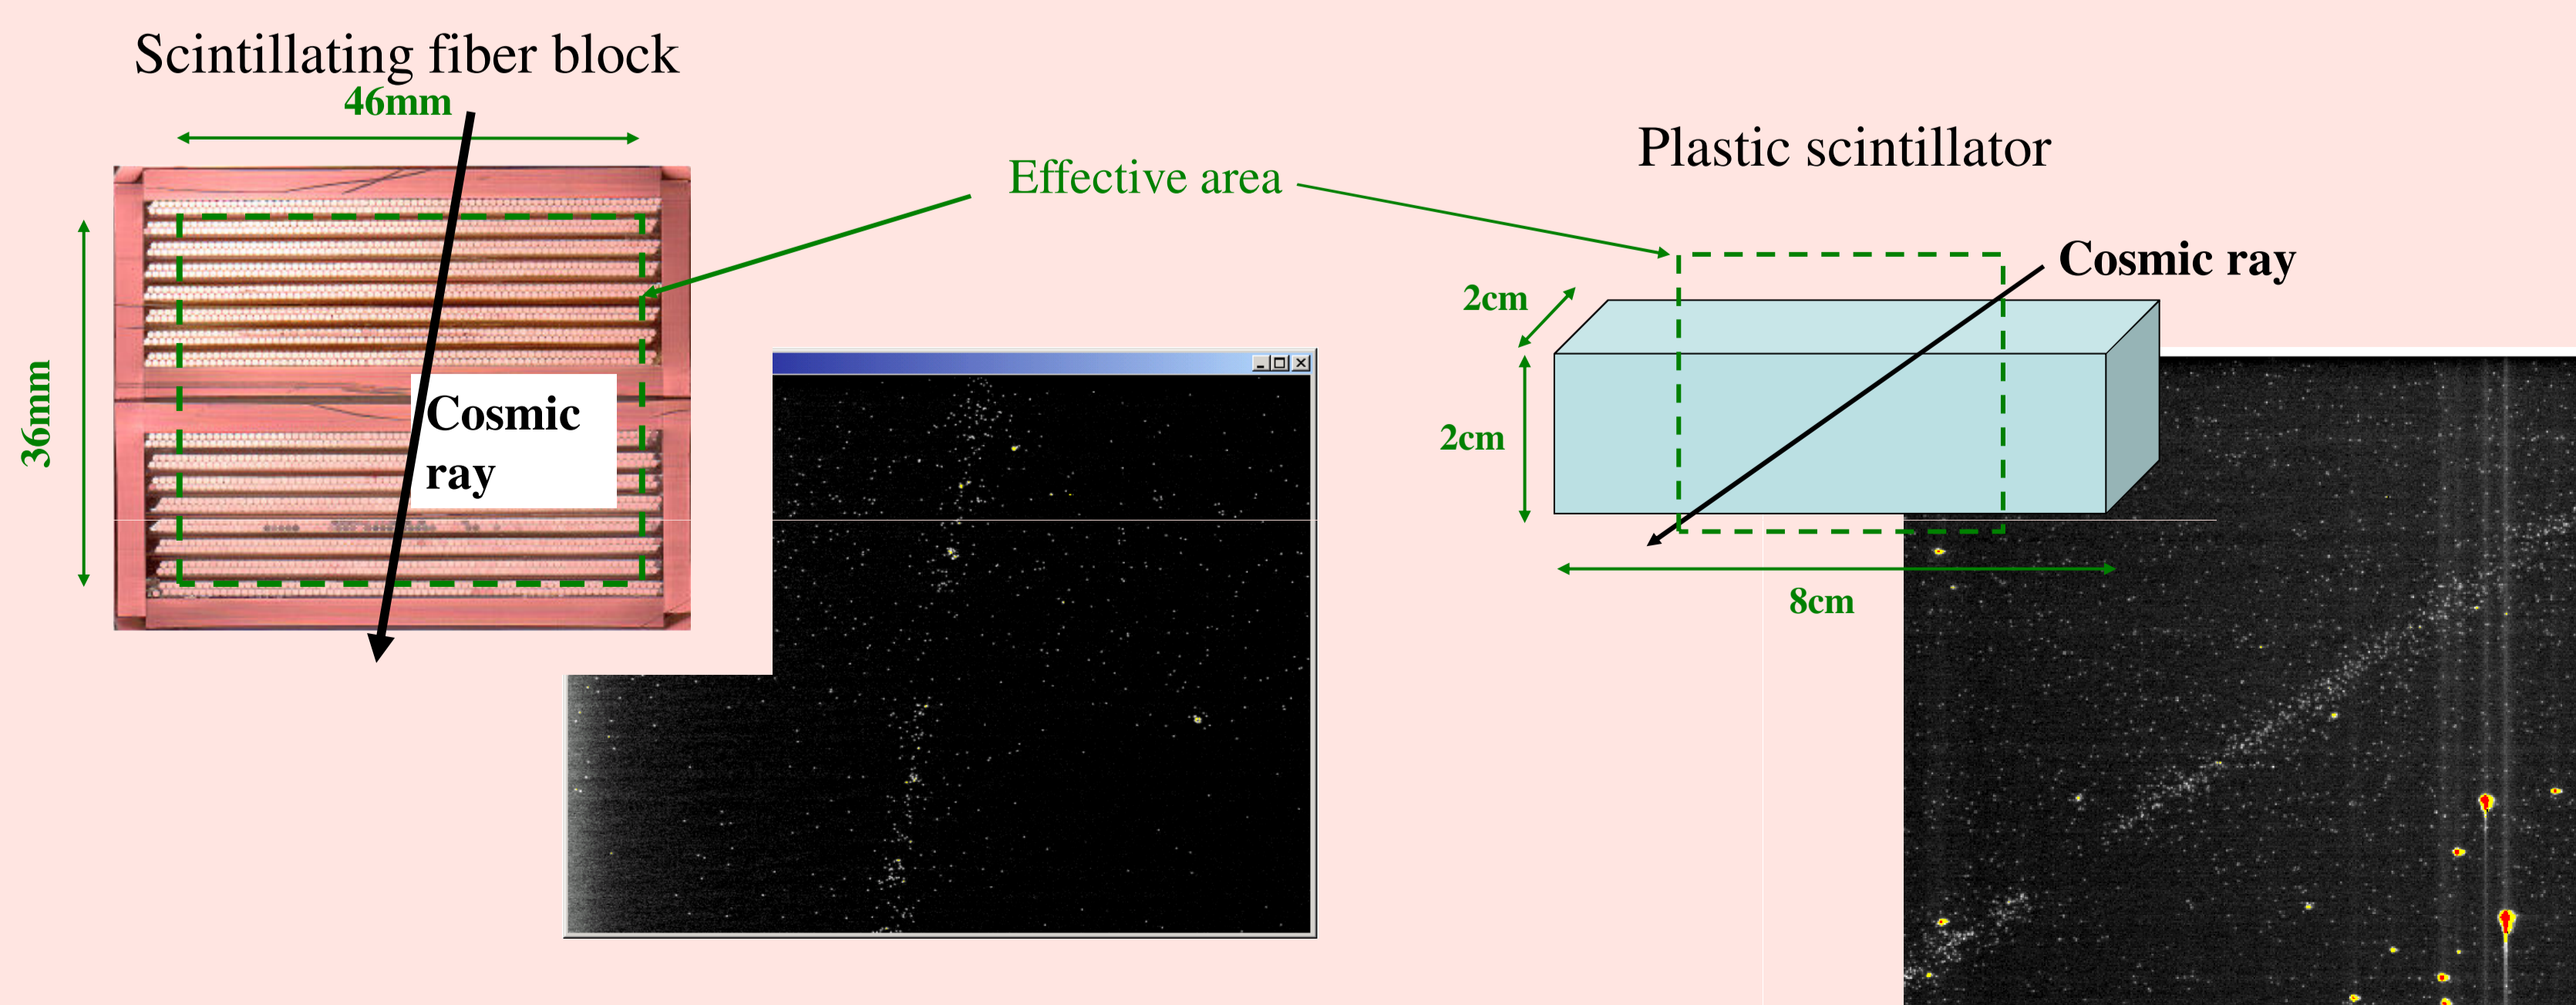 Scintillating fiber block
46mm
36mm
Cosmic
ray
Effective area
Plastic scintillator
Cosmic ray
2cm
2cm
8cm